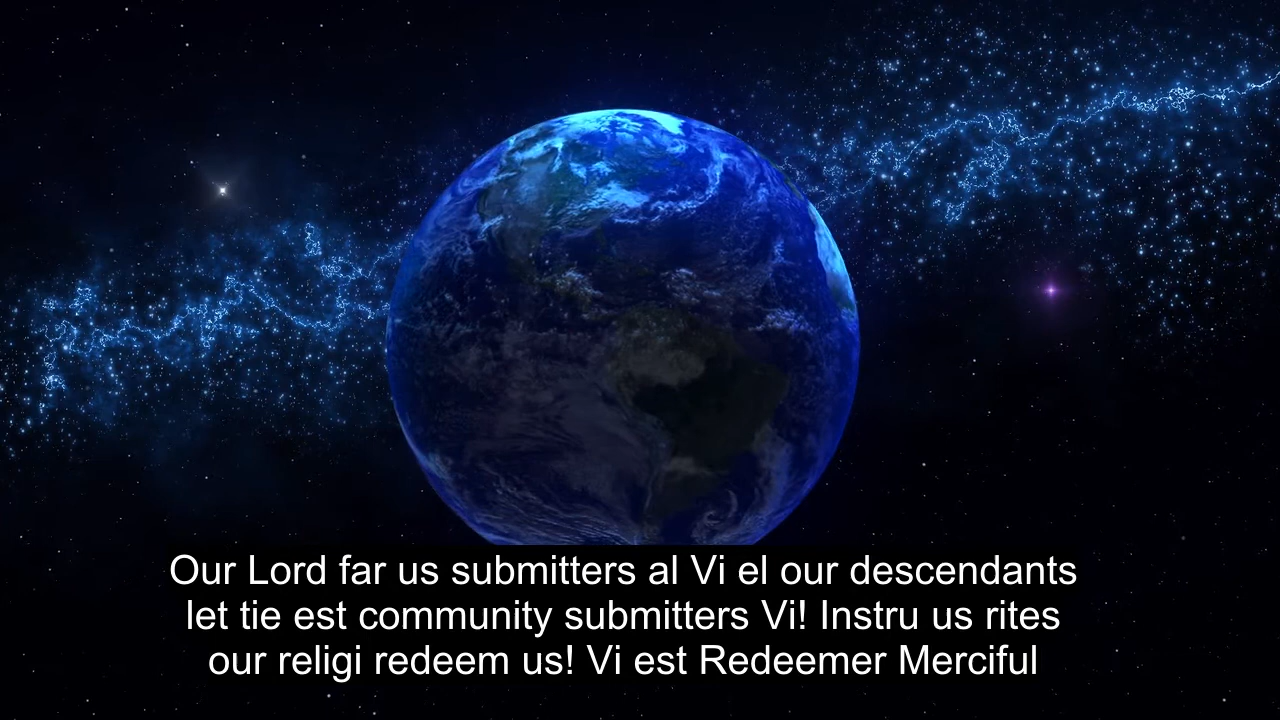 Our Lord far us submitters al Vi el our descendants
let tie est community submitters Vi! Instru us rites
our religi redeem us! Vi est Redeemer Merciful